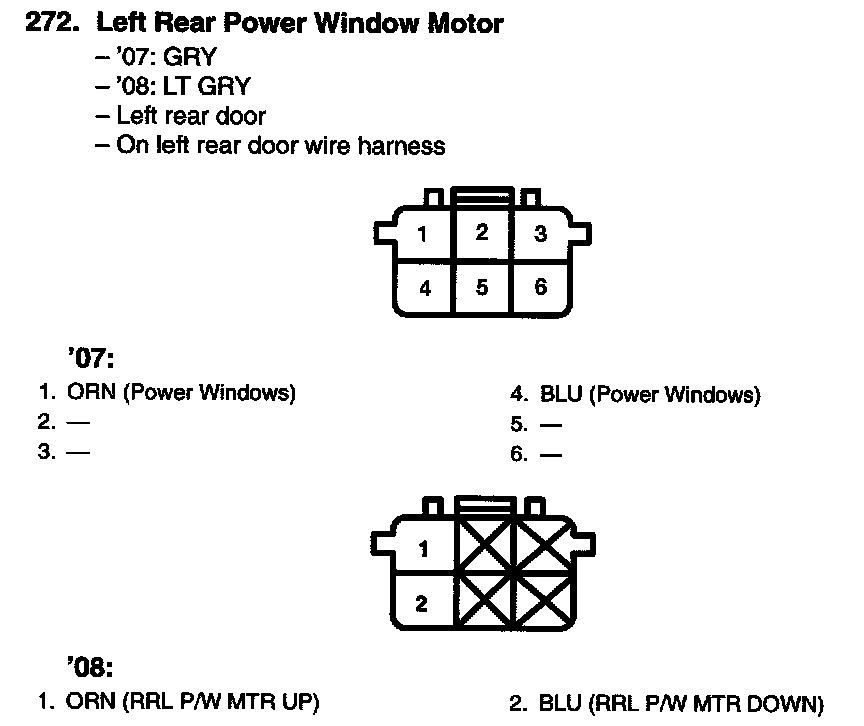 272. Left Rear Power Window Motor
– ’07: GRY
– ’08: LT GRY
– Left rear door
– On left rear door wire harness
1 2 3
4 5 6
’07:
1. ORN (Power Windows) 4. BLU (Power Windows)
2. — 5. —
3. — 6. —
1
2
’08:
1. ORN (RRL P/W MTR UP) 2. BLU (RRL P/W MTR DOWN)